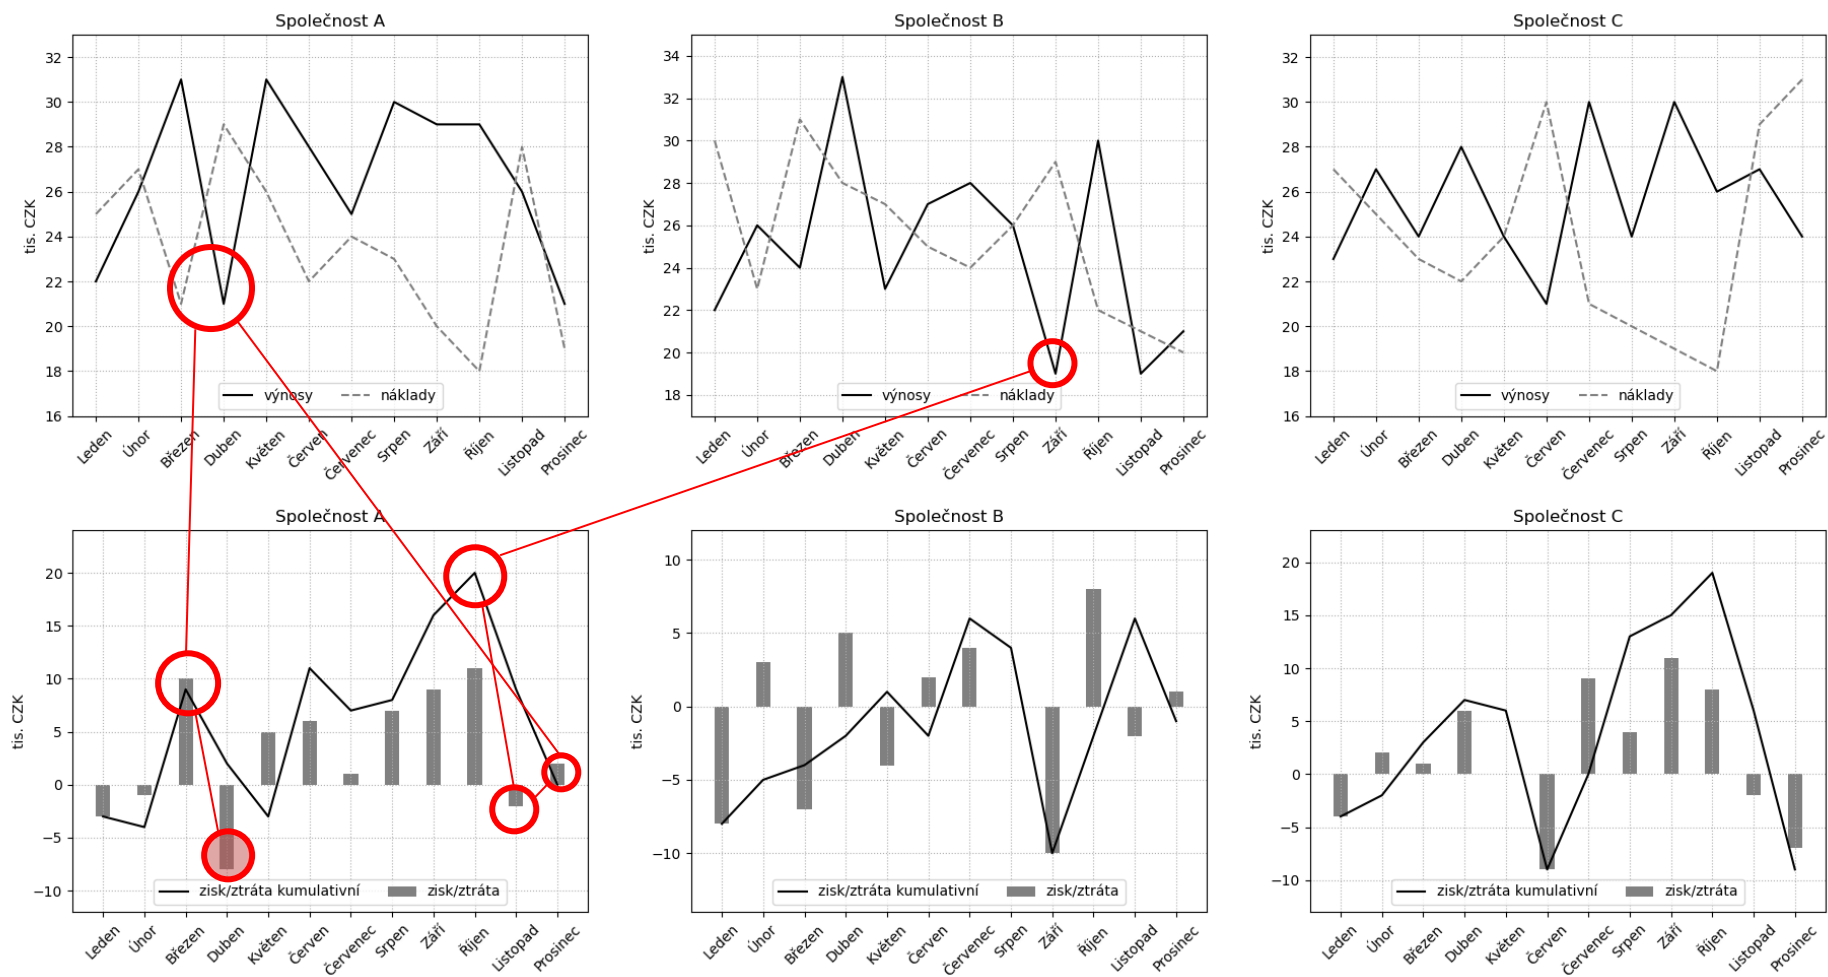 Společnost A
32
30
28
26
24
22
20
18
16
tis. CZK
výnosy
náklady
Leden
Únor
Březen
Duben
Květen
Červen
Červenec
Srpen
Září
Říjen
Listopad
Prosinec
Společnost B
34
32
30
28
26
24
22
20
18
tis. CZK
výnosy
náklady
Leden
Únor
Březen
Duben
Květen
Červen
Červenec
Srpen
Září
Říjen
Listopad
Prosinec
Společnost C
32
30
28
26
24
22
20
18
16
tis. CZK
výnosy
náklady
Leden
Únor
Březen
Duben
Květen
Červen
Červenec
Srpen
Září
Říjen
Listopad
Prosinec
Společnost A
20
15
10
5
0
−5
−10
tis. CZK
zisk/ztráta kumulativní
zisk/ztráta
Leden
Únor
Březen
Duben
Květen
Červen
Červenec
Srpen
Září
Říjen
Listopad
Prosinec
Společnost B
10
5
0
−5
−10
tis. CZK
zisk/ztráta kumulativní
zisk/ztráta
Leden
Únor
Březen
Duben
Květen
Červen
Červenec
Srpen
Září
Říjen
Listopad
Prosinec
Společnost C
20
15
10
5
0
−5
−10
tis. CZK
zisk/ztráta kumulativní
zisk/ztráta
Leden
Únor
Březen
Duben
Květen
Červen
Červenec
Srpen
Září
Říjen
Listopad
Prosinec